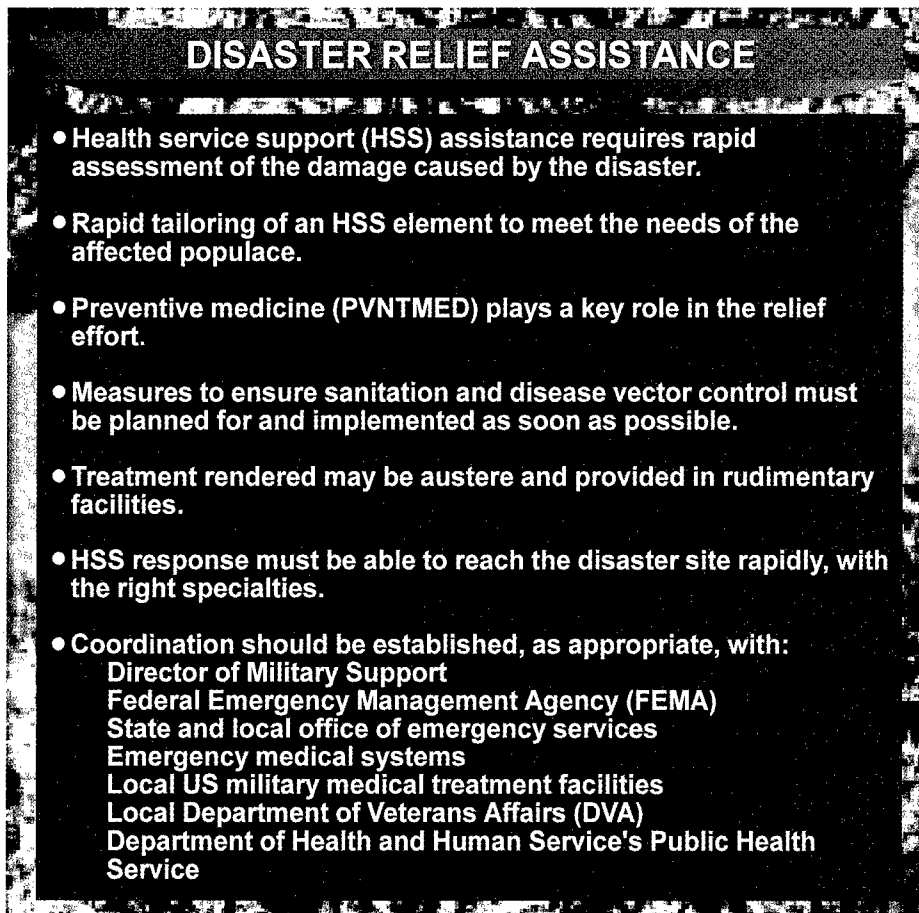 DISASTER RELIEF ASSISTANCE
• Health service support (HSS) assistance requires rapid
assessment of the damage caused by the disaster.
• Rapid tailoring of an HSS element to meet the needs of the
affected populace.
• Preventive medicine (PVNTMED) plays a key role in the relief
effort.
• Measures to ensure sanitation and disease vector control must
be planned for and implemented as soon as possible.
• Treatment rendered may be austere and provided in rudimentary
facilities.
• HSS response must be able to reach the disaster site rapidly, with
the right specialties.
• Coordination should be established, as appropriate, with:
Director of Military Support
Federal Emergency Management Agency (FEMA)
State and local office of emergency services
Emergency medical systems
Local US military medical treatment facilities
Local Department of Veterans Affairs (DVA)
Department of Health and Human Service's Public Health
Service